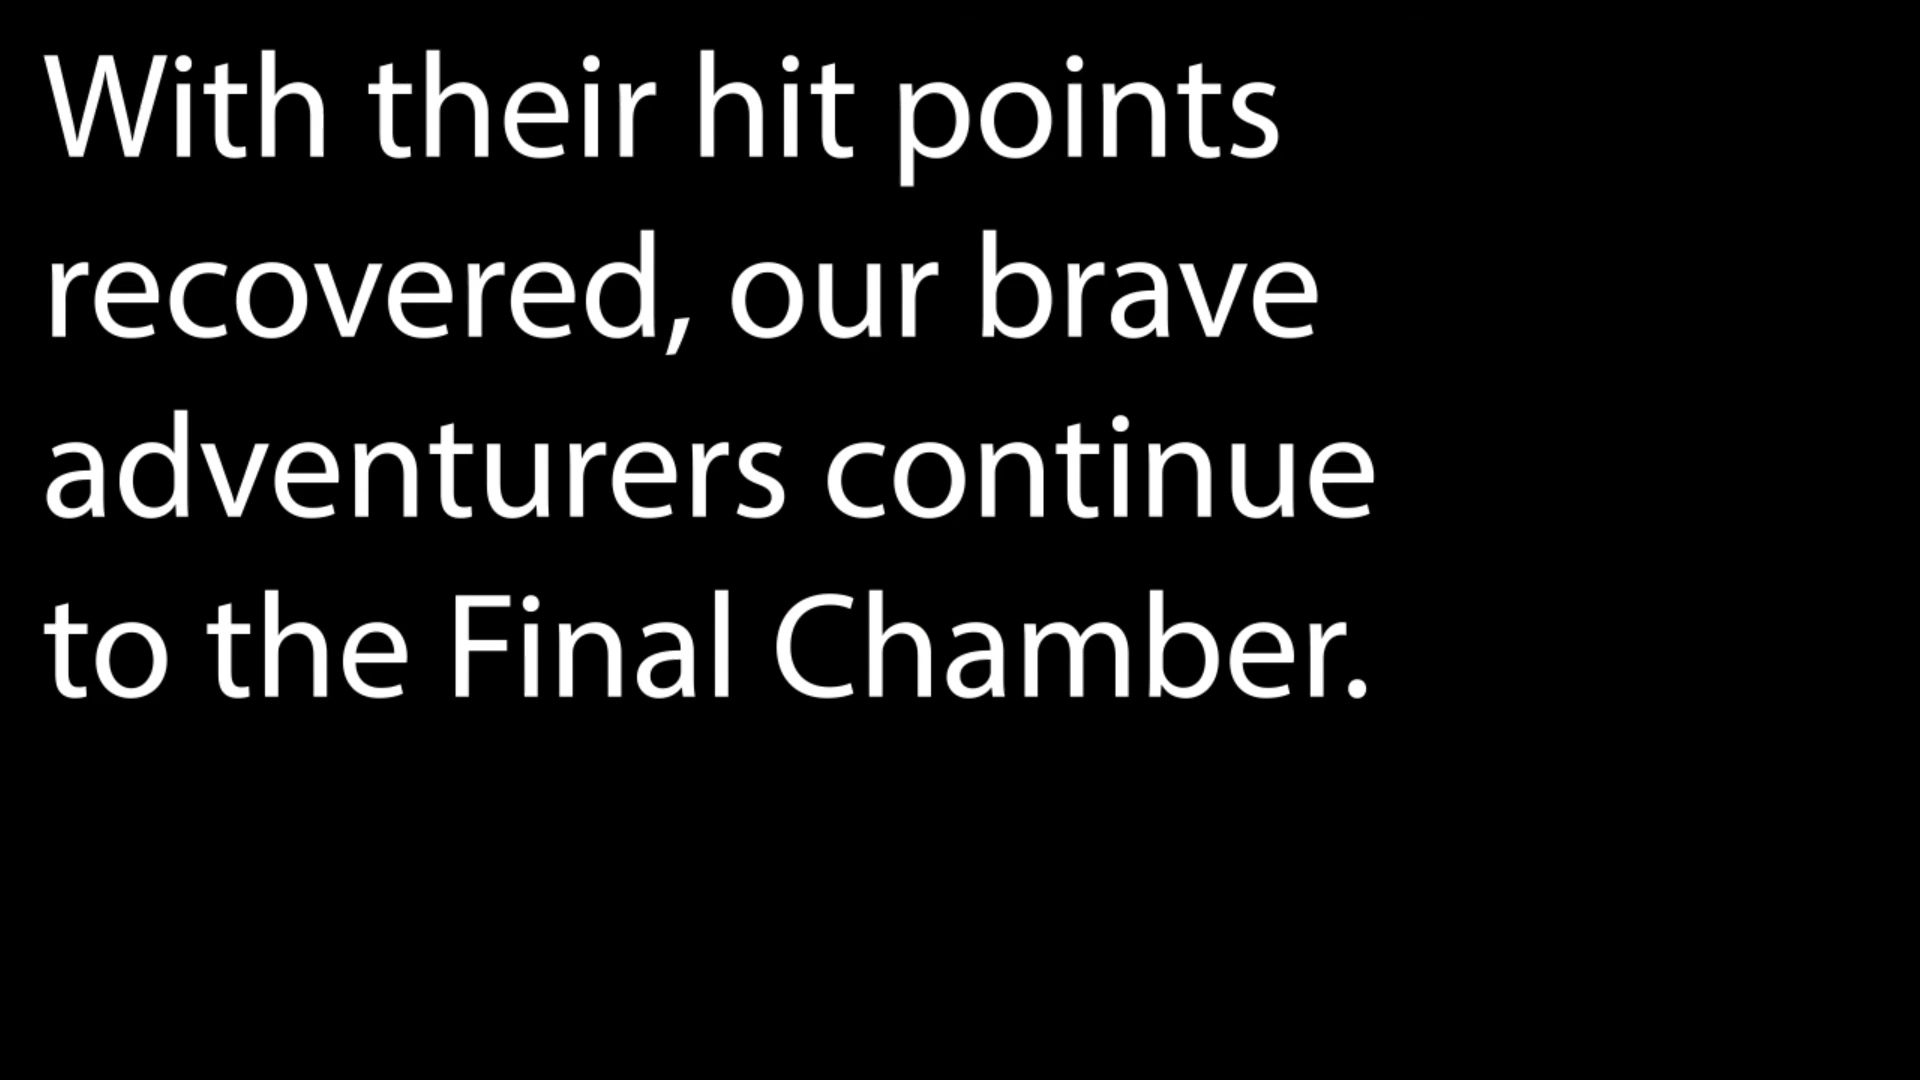 With their hit points
recovered, our brave
adventurers continue
to the Final Chamber.